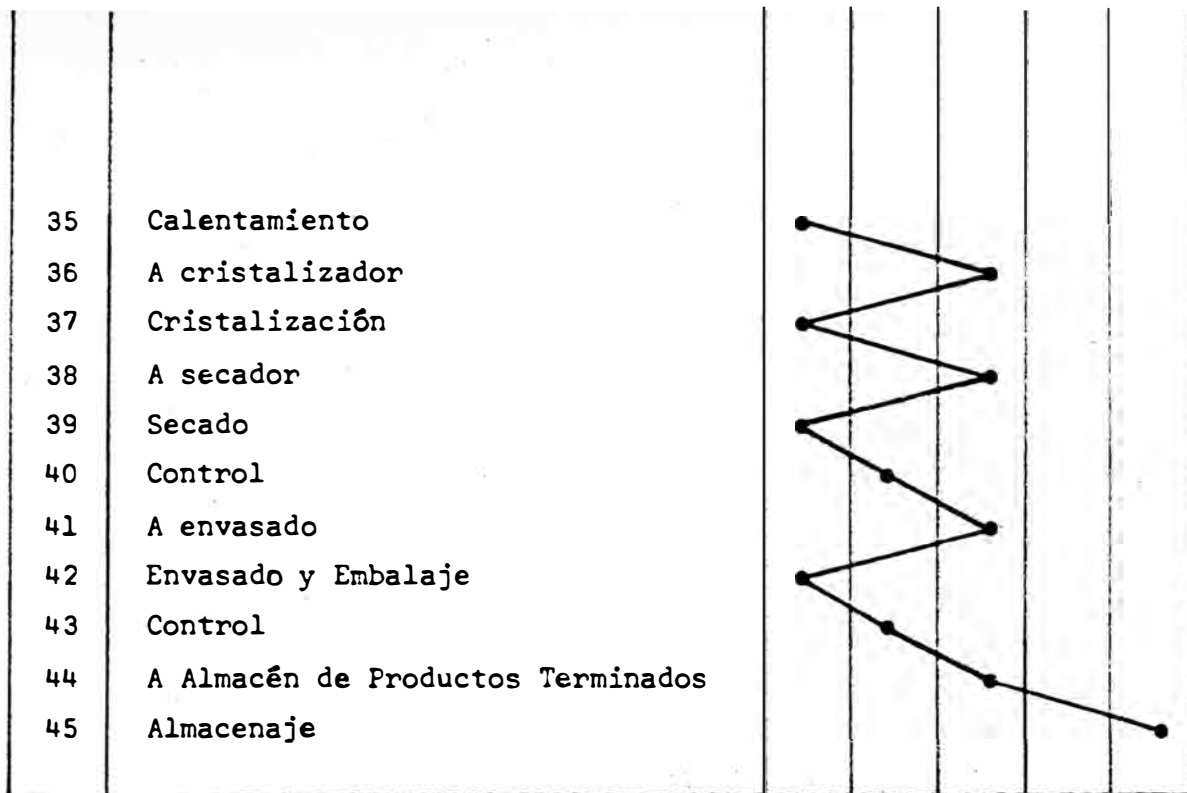 35 Calentamiento
36 A cristalizador
37 Cristalización
38 A secador
39 Secado
40 Control
41 A envasado
42 Envasado y Embalaje
43 Control
44 A Almacén de Productos Terminados
45 Almacenaje